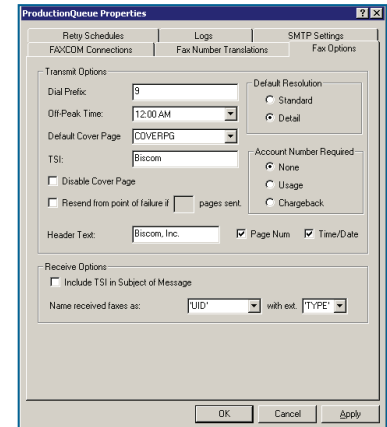 ProductionQueue Properties
Retry Schedules Logs SMTP Settings
FAXCOM Connections Fax Number Translations Fax Options
Transmit Options
Dial Prefix: 9
Off-Peak Time: 12:00 AM
Default Cover Page COVERPG
TSI: Biscom
Disable Cover Page
Resend from point of failure if pages sent.
Default Resolution
Standard
Detail
Account Number Required
None
Usage
Chargeback
Header Text: Biscom, Inc. Page Num Time/Date
Receive Options
Include TSI in Subject of Message
Name received faxes as: 'UID' with ext. 'TYPE'
OK Cancel Apply